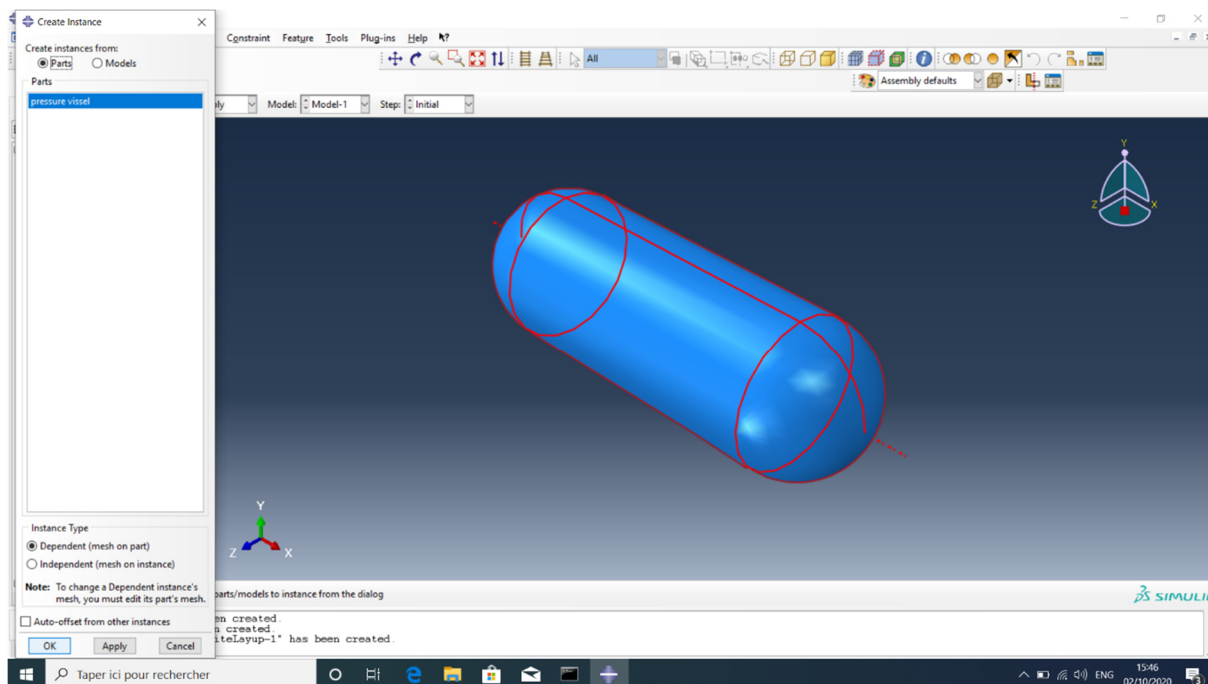 Create Instance
Constraint Feature Tools Plug-ins Help
Create instances from:
Parts Models
All
Parts
Assembly defaults
pressure vissel
Model: Model-1 Step: Initial
Y
Z X
Y
Z X
Instance Type
Dependent (mesh on part)
Independent (mesh on instance)
Note: To change a Dependent instance's
mesh, you must edit its part's mesh.
parts/models to instance from the dialog
Auto-offset from other instances
en created.
n created.
iteLayup-1" has been created.
OK Apply Cancel
Taper ici pour rechercher
ENG
15:46
02/10/2020
3